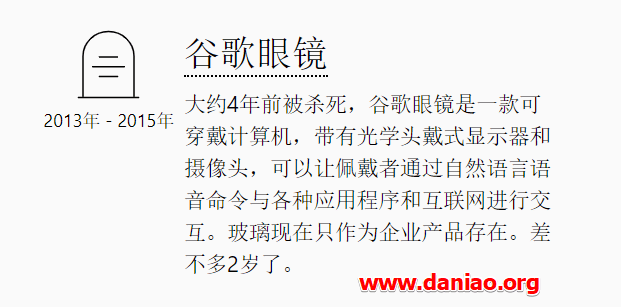 谷歌眼镜
2013年 - 2015年
大约4年前被杀死，谷歌眼镜是一款可
穿戴计算机，带有光学头戴式显示器和
摄像头，可以让佩戴者通过自然语言语
音命令与各种应用程序和互联网进行交
互。玻璃现在只作为企业产品存在。差
不多2岁了。
www.daniao.org